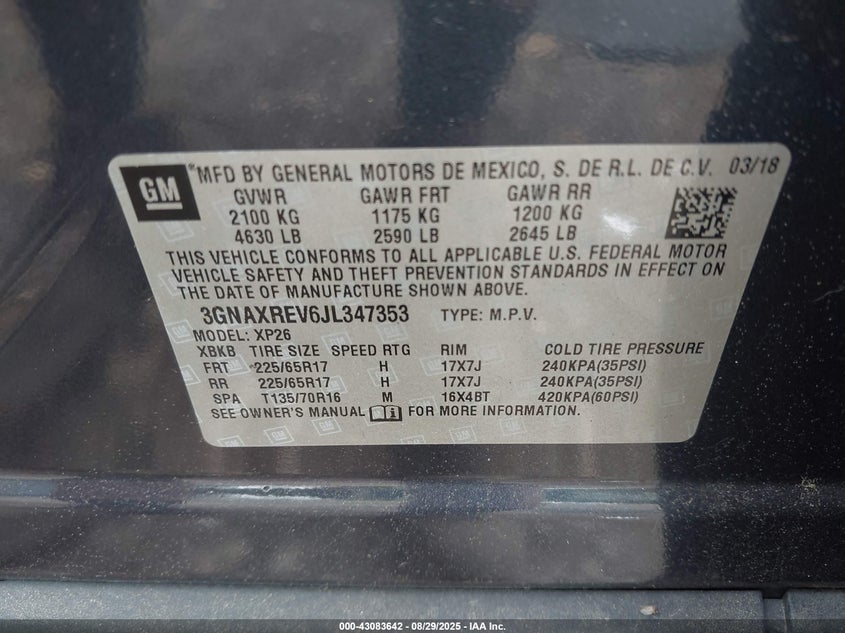 GM
*MFD BY GENERAL MOTORS DE MEXICO, S. DE R.L. DE C.V. 03/18
GVWR GAWR FRT GAWR RR
2100 KG 1175 KG 1200 KG
4630 LB 2590 LB 2645 LB
THIS VEHICLE CONFORMS TO ALL APPLICABLE U.S. FEDERAL MOTOR
VEHICLE SAFETY AND THEFT PREVENTION STANDARDS IN EFFECT ON
THE DATE OF MANUFACTURE SHOWN ABOVE.
3GNAXREV6JL347353 TYPE: M.P.V.
MODEL: XP26
XBKB TIRE SIZE SPEED RTG RIM COLD TIRE PRESSURE
FRT 225/65R17 H 17X7J 240KPA(35PSI)
RR 225/65R17 H 17X7J 240KPA(35PSI)
SPA T135/70R16 M 16X4BT 420KPA(60PSI)
SEE OWNER'S MANUAL FOR MORE INFORMATION.
000-43083642 - 08/29/2025 - IAA Inc.